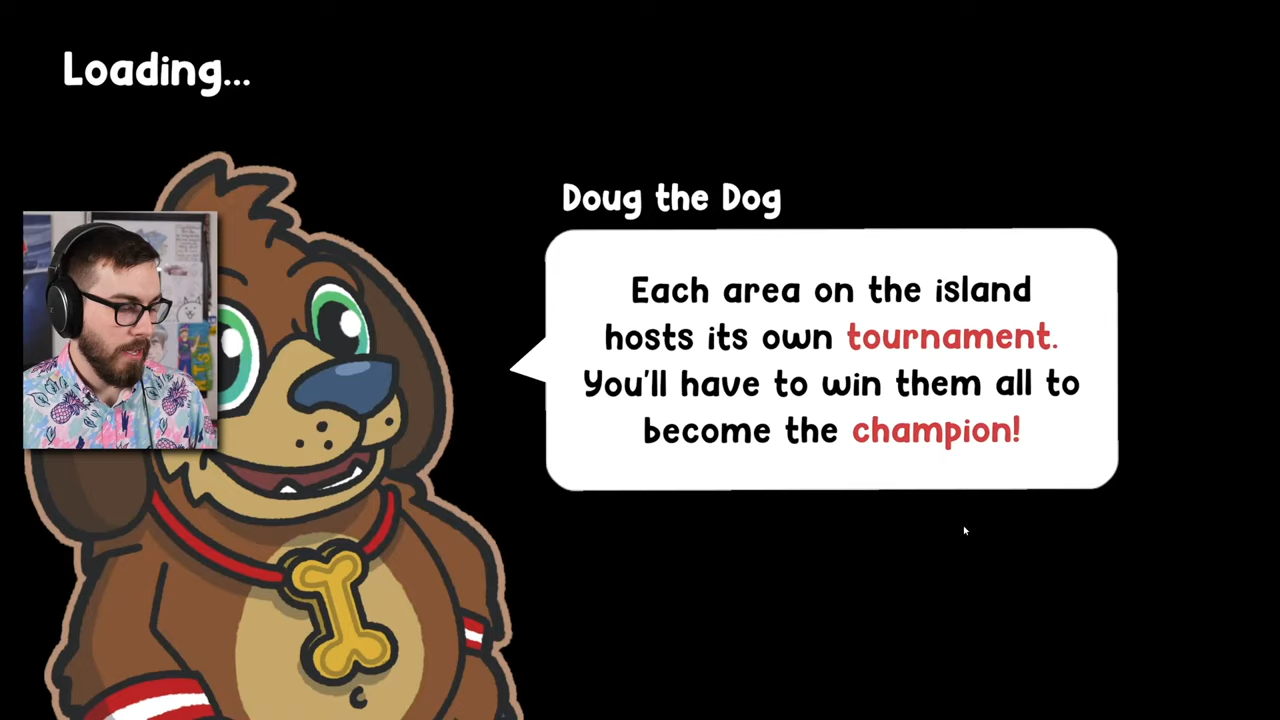 Loading...
Doug the Dog
Each area on the island
hosts its own tournament.
You'll have to win them all to
become the champion!